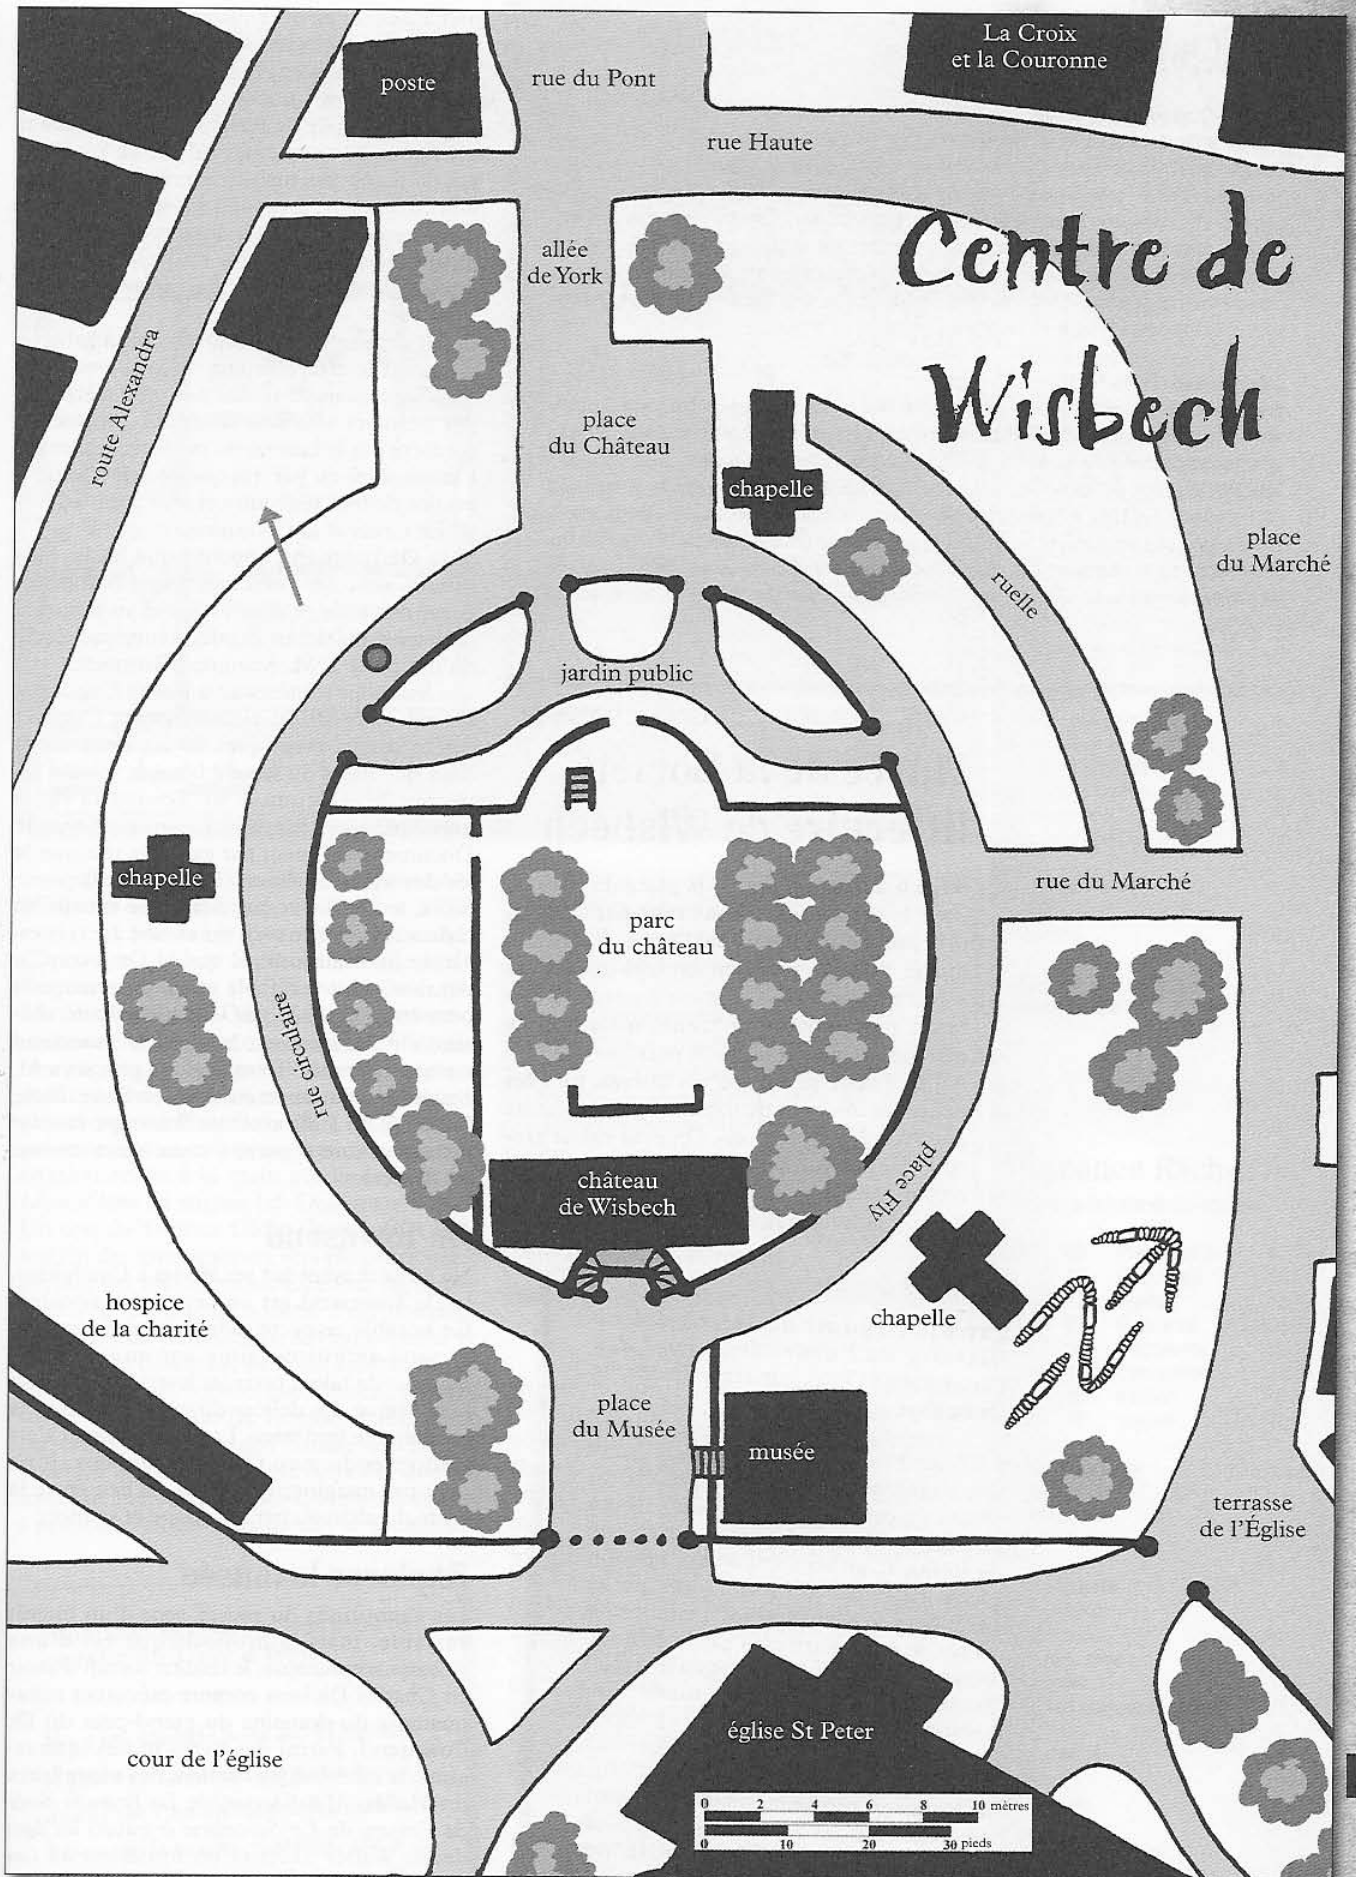 poste
rue du Pont
La Croix
et la Couronne
rue Haute
Centre de
Wisbech
allée
de York
route Alexandra
place
du Château
chapelle
place
du Marché
ruelle
jardin public
chapelle
rue du Marché
parc
du château
rue circulaire
place Fly
château
de Wisbech
hospice
de la charité
chapelle
N
place
du Musée
musée
terrasse
de l'Église
église St Peter
cour de l'église
0 2 4 6 8 10 mètres
0 10 20 30 pieds